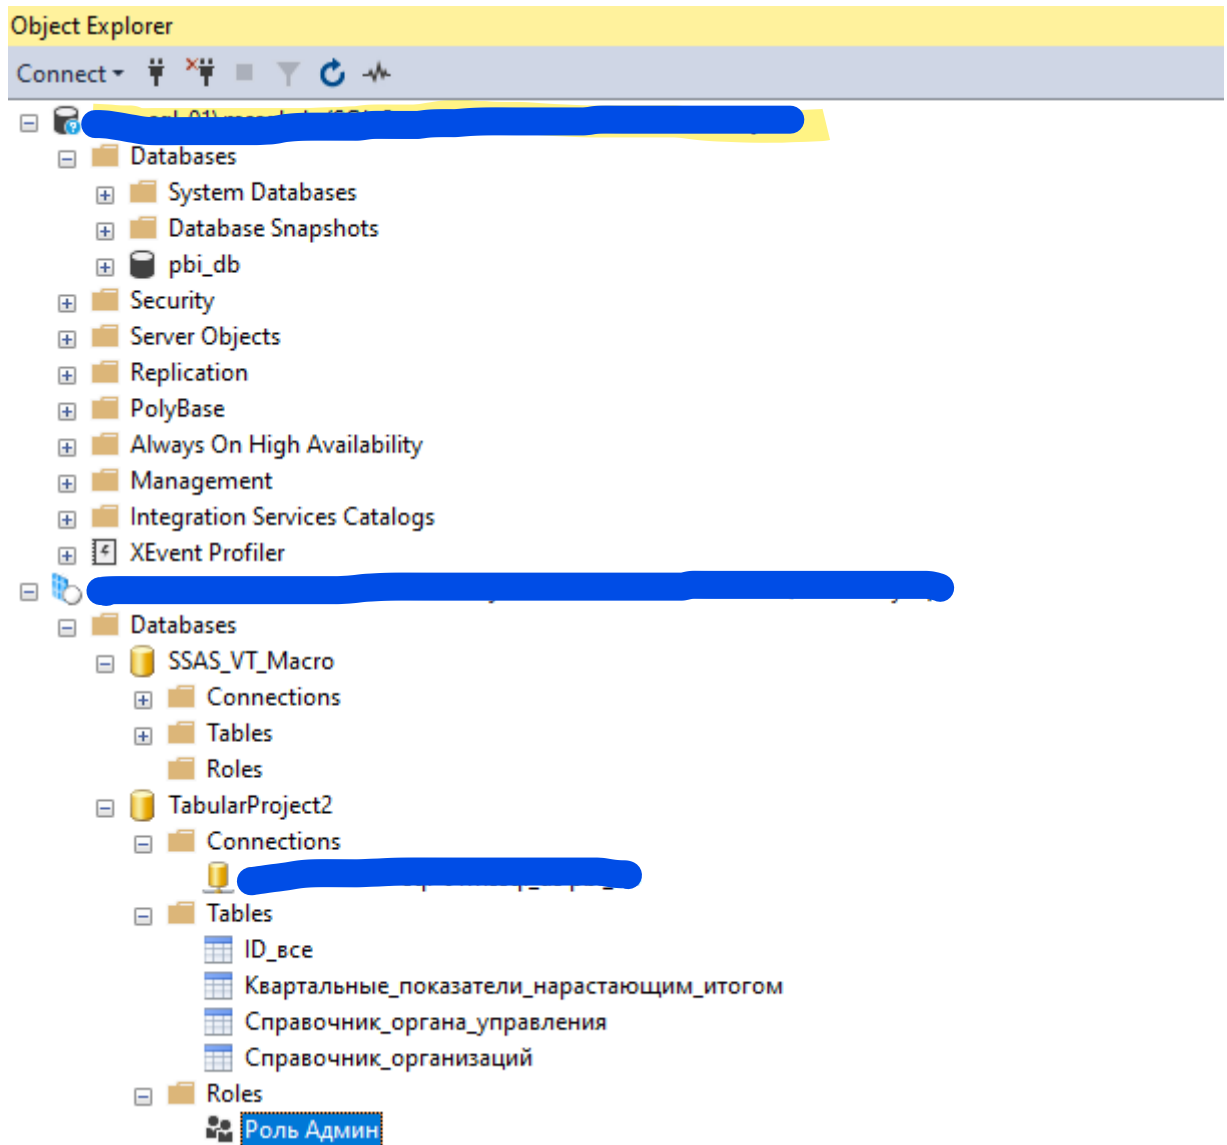 Object Explorer
Connect
Databases
System Databases
Database Snapshots
pbi_db
Security
Server Objects
Replication
PolyBase
Always On High Availability
Management
Integration Services Catalogs
XEvent Profiler
Databases
SSAS_VT_Macro
Connections
Tables
Roles
TabularProject2
Connections
Tables
ID_все
Квартальные_показатели_нарастающим_итогом
Справочник_органа_управления
Справочник_организаций
Roles
Роль Админ